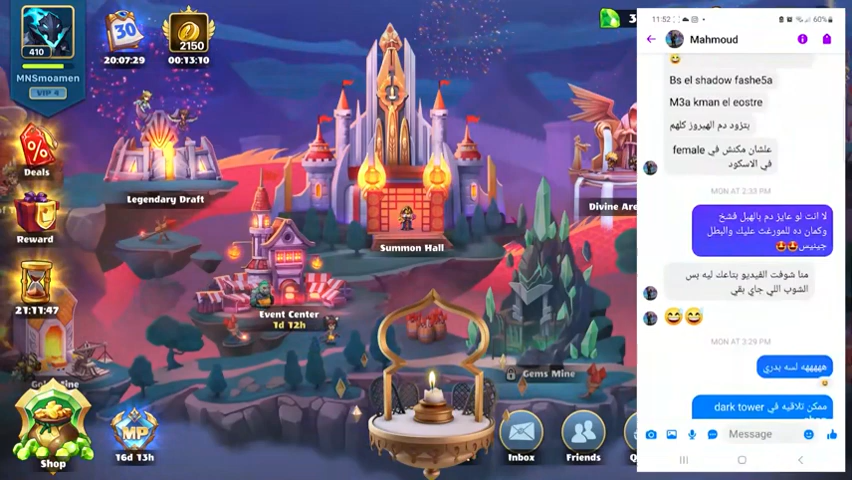 410
MNSmoamen
VIP 4
30
20:07:29
2150
00:13:10
3
Deals
Reward
21:11:47
Shop
MP
16d 13h
Legendary Draft
Summon Hall
Divine Are
Event Center
1d 12h
Gems Mine
Inbox
Friends
Q
11:52
60%
Mahmoud
Bs el shadow fashe5a
M3a kman el eostre
بتزود دم الهيروز كلهم
علشان مكنش في female
في الاسكود
MON AT 2:33 PM
لا انت لو عايز دم يالهبل فشخ
وكمان ده للمورغت عليك والبطل
جينيس🤩🤩
منا شوفت الفيديو بتاعك ليه بس
الشوب اللي جاي بقي
😅😅
MON AT 3:29 PM
هههههه لسه بدري
ممكن تلاقيه في dark tower
Message